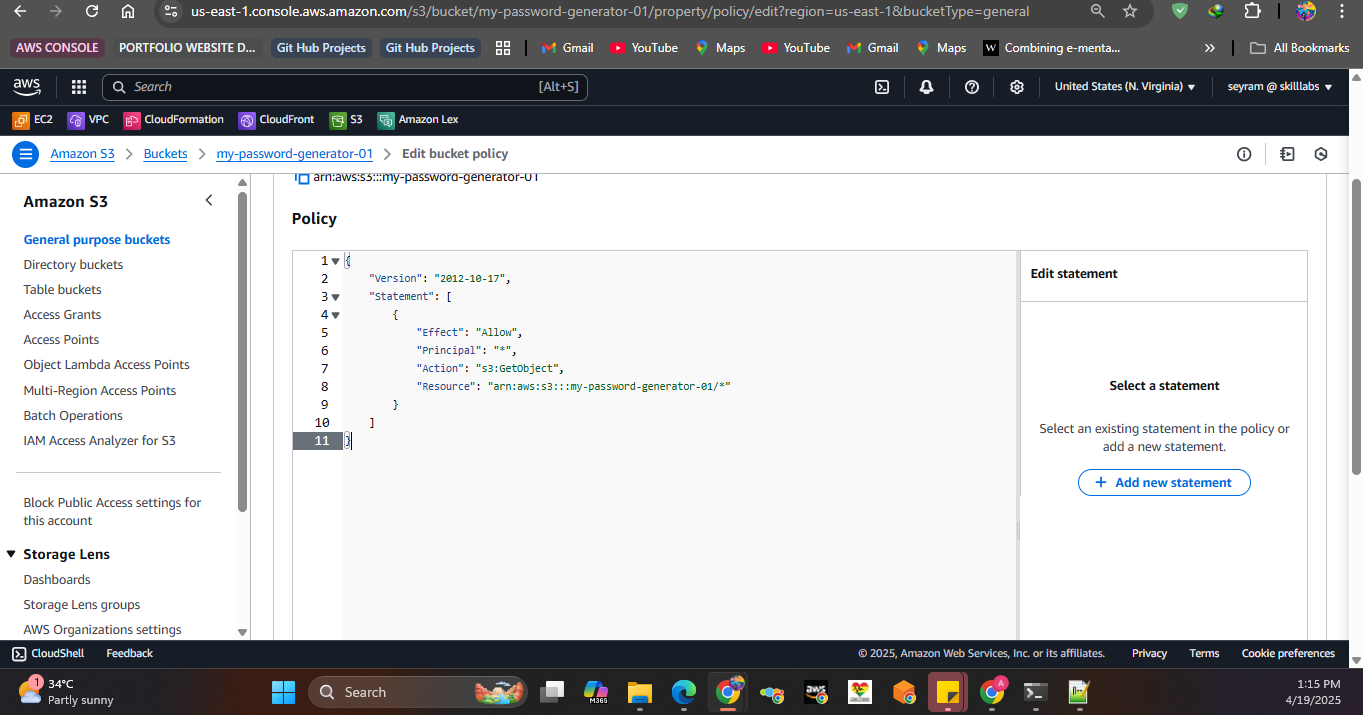 us-east-1.console.aws.amazon.com/s3/bucket/my-password-generator-01/property/policy/edit?region=us-east-1&bucketType=general
AWS CONSOLE PORTFOLIO WEBSITE D... Git Hub Projects Git Hub Projects Gmail YouTube Maps YouTube Gmail Maps W Combining e-menta... » All Bookmarks
aws Search [Alt+S] United States (N. Virginia) ▼ seyram @ skilllabs ▼
EC2 VPC CloudFormation CloudFront S3 Amazon Lex
Amazon S3 > Buckets > my-password-generator-01 > Edit bucket policy
arn:aws:s3:::my-password-generator-01
Amazon S3
General purpose buckets
Directory buckets
Table buckets
Access Grants
Access Points
Object Lambda Access Points
Multi-Region Access Points
Batch Operations
IAM Access Analyzer for S3
Block Public Access settings for
this account
Storage Lens
Dashboards
Storage Lens groups
AWS Organizations settings
Policy
1 {
2 "Version": "2012-10-17",
3 "Statement": [
4 {
5 "Effect": "Allow",
6 "Principal": "*",
7 "Action": "s3:GetObject",
8 "Resource": "arn:aws:s3:::my-password-generator-01/*"
9 }
10 ]
11 }
Edit statement
Select a statement
Select an existing statement in the policy or
add a new statement.
+ Add new statement
CloudShell Feedback © 2025, Amazon Web Services, Inc. or its affiliates. Privacy Terms Cookie preferences
1 34°C
Partly sunny
Search
M365
aws
A
1:15 PM
4/19/2025